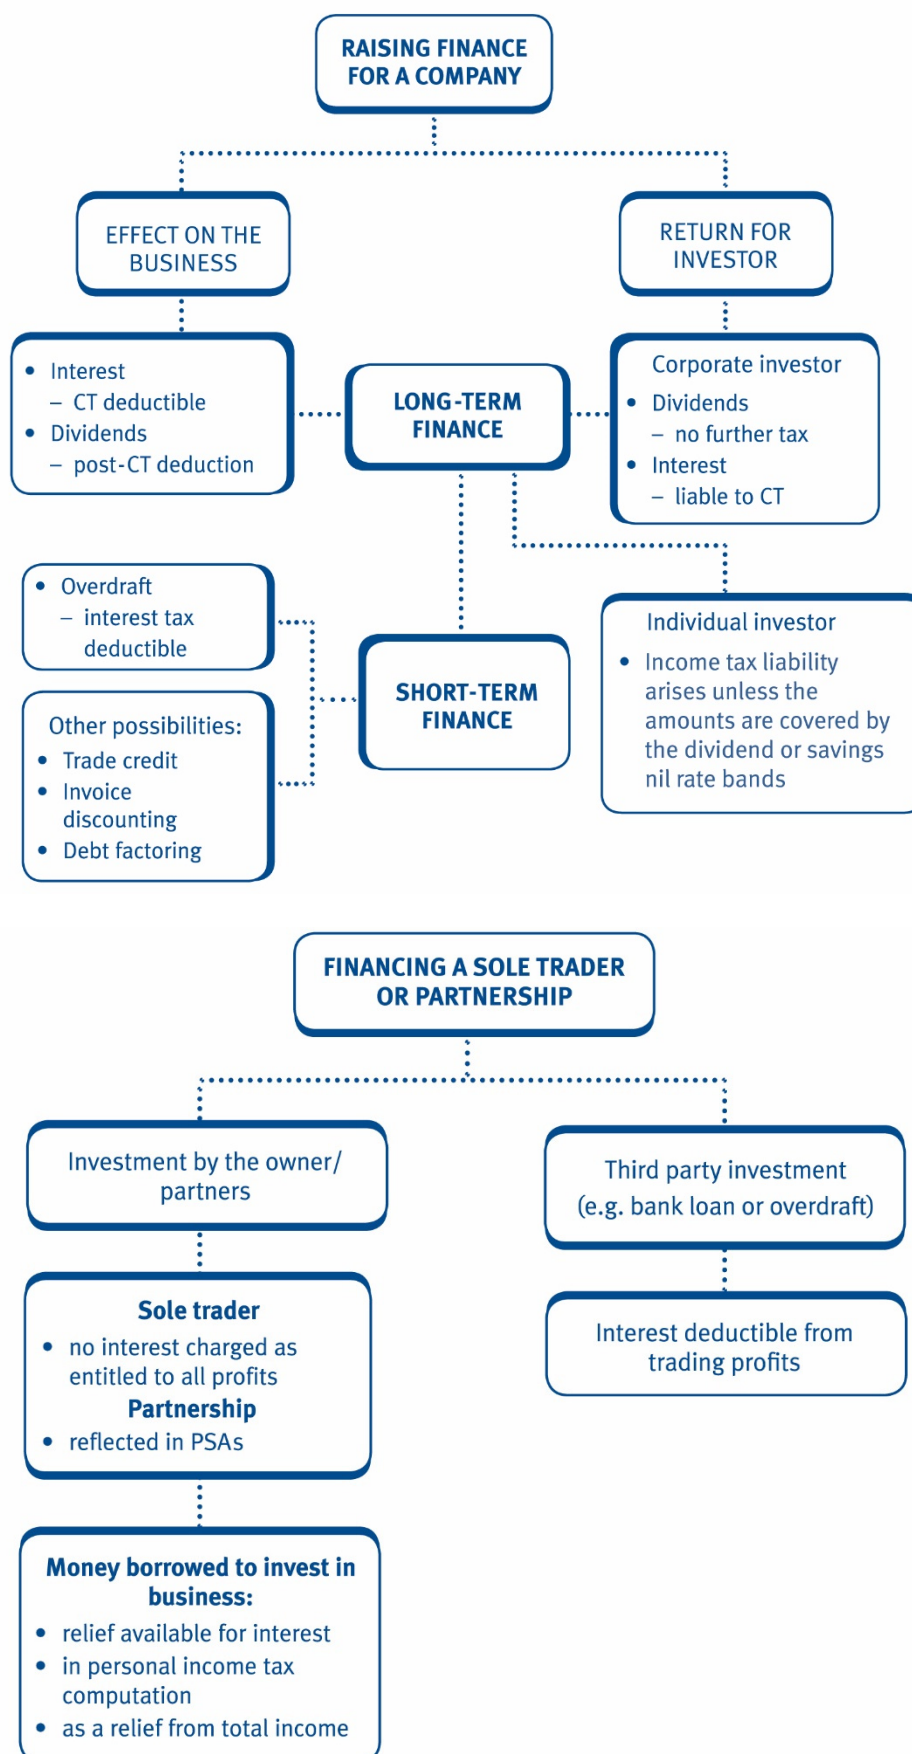 RAISING FINANCE
FOR A COMPANY
EFFECT ON THE
BUSINESS
RETURN FOR
INVESTOR
• Interest
– CT deductible
• Dividends
– post-CT deduction
LONG-TERM
FINANCE
Corporate investor
• Dividends
– no further tax
• Interest
– liable to CT
• Overdraft
– interest tax
deductible
Other possibilities:
• Trade credit
• Invoice
discounting
• Debt factoring
SHORT-TERM
FINANCE
Individual investor
• Income tax liability
arises unless the
amounts are covered by
the dividend or savings
nil rate bands
FINANCING A SOLE TRADER
OR PARTNERSHIP
Investment by the owner/
partners
Third party investment
(e.g. bank loan or overdraft)
Sole trader
• no interest charged as
entitled to all profits
Partnership
• reflected in PSAs
Interest deductible from
trading profits
Money borrowed to invest in
business:
• relief available for interest
• in personal income tax
computation
• as a relief from total income